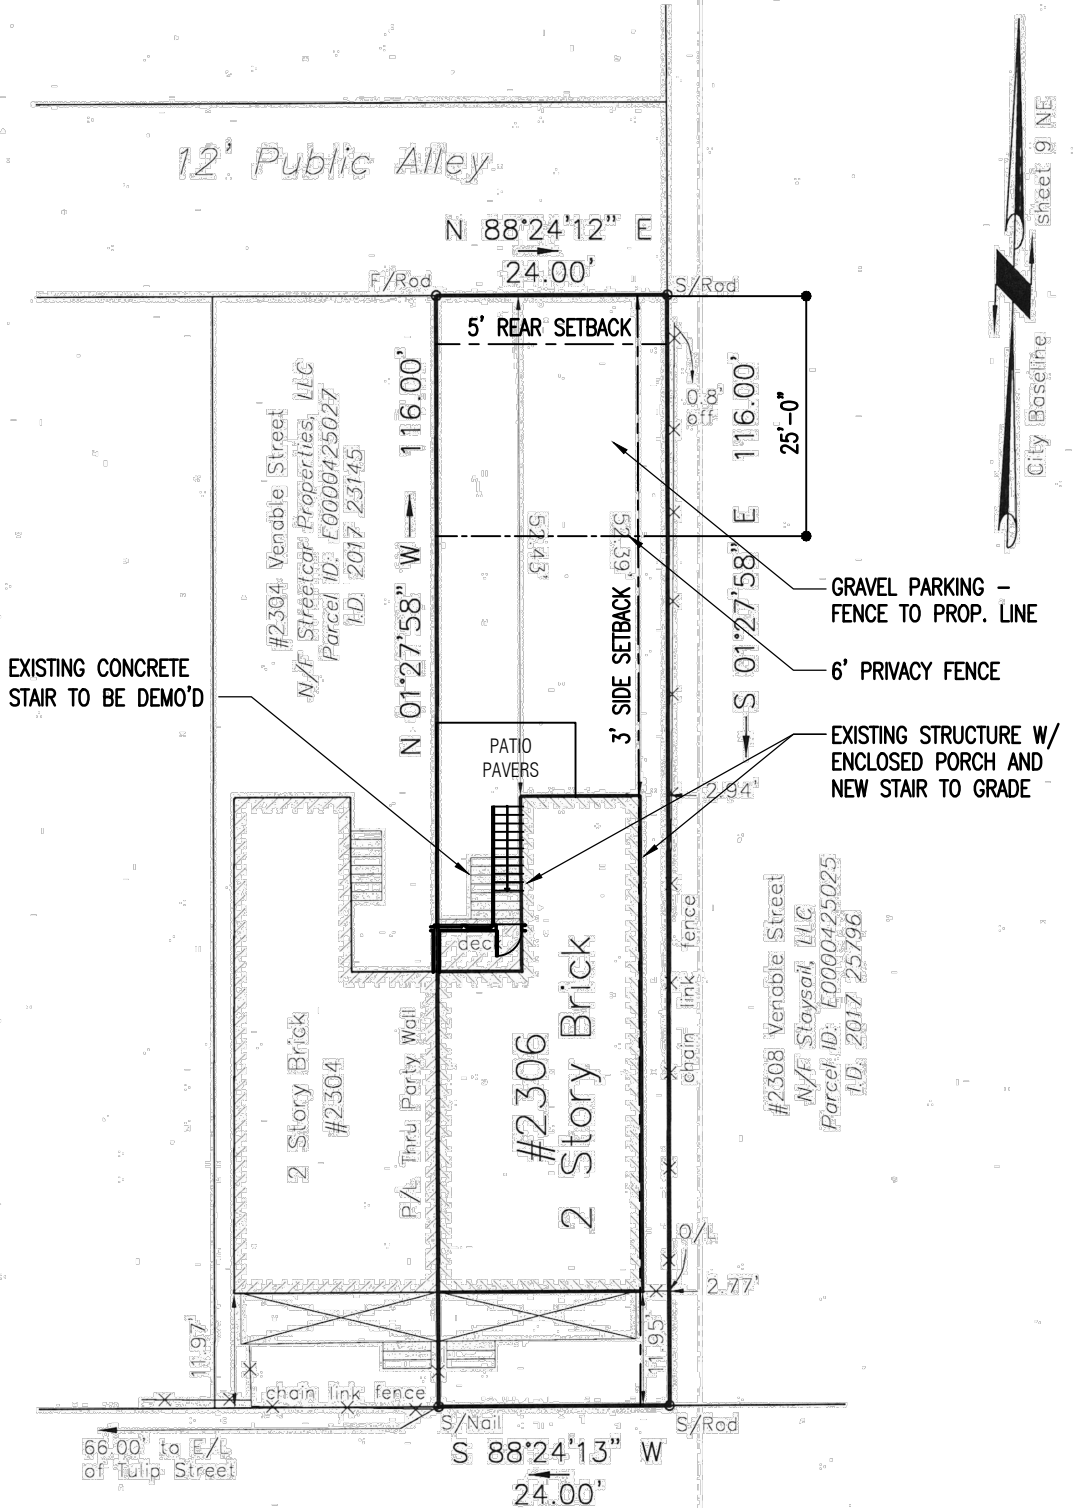 12' Public Alley
N 88°24'12" E
24.00'
F/Rod
S/Rod
5' REAR SETBACK
0.8'
off
116.00'
N 01°27'58" W
S 01°27'58" E
116.00'
25'-0"
sheet 9 NE
City Baseline
#2304 Venable Street
N/F Streetcar Properties, LLC
Parcel ID: E0000425027
I.D. 2017 23145
52.43'
52.39'
3' SIDE SETBACK
GRAVEL PARKING –
FENCE TO PROP. LINE
6' PRIVACY FENCE
EXISTING CONCRETE
STAIR TO BE DEMO'D
EXISTING STRUCTURE W/
ENCLOSED PORCH AND
NEW STAIR TO GRADE
PATIO
PAVERS
2.94'
deck
chain link fence
#2308 Venable Street
N/F Staysail, LLC
Parcel ID: E0000425025
I.D. 2017 25796
2 Story Brick
#2304
P/L Thru Party Wall
#2306
2 Story Brick
O/L
2.77'
11.97'
11.95'
chain link fence
S/Nail
S/Rod
66.00' to E/L
of Tulip Street
S 88°24'13" W
24.00'